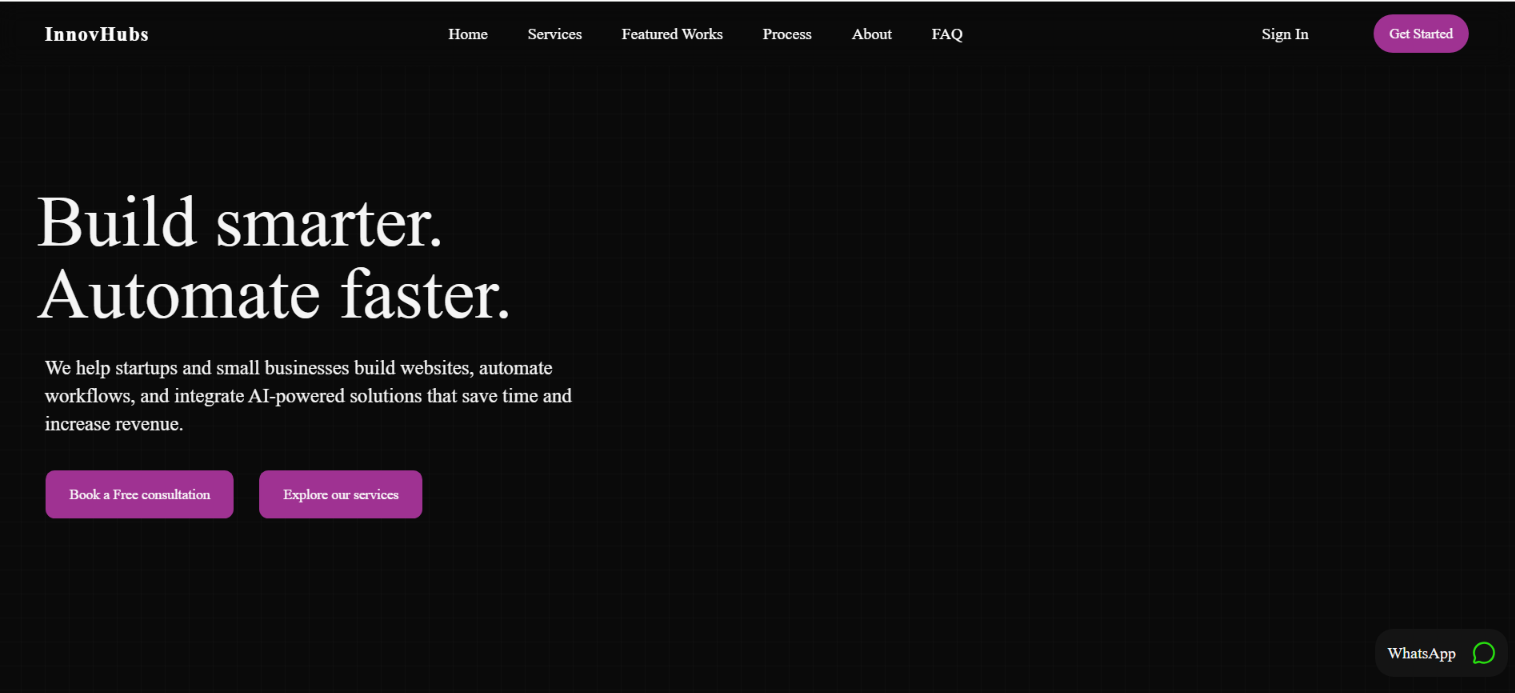 InnovHubs
Home
Services
Featured Works
Process
About
FAQ
Sign In
Get Started
Build smarter.
Automate faster.
We help startups and small businesses build websites, automate
workflows, and integrate AI-powered solutions that save time and
increase revenue.
Book a Free consultation
Explore our services
WhatsApp